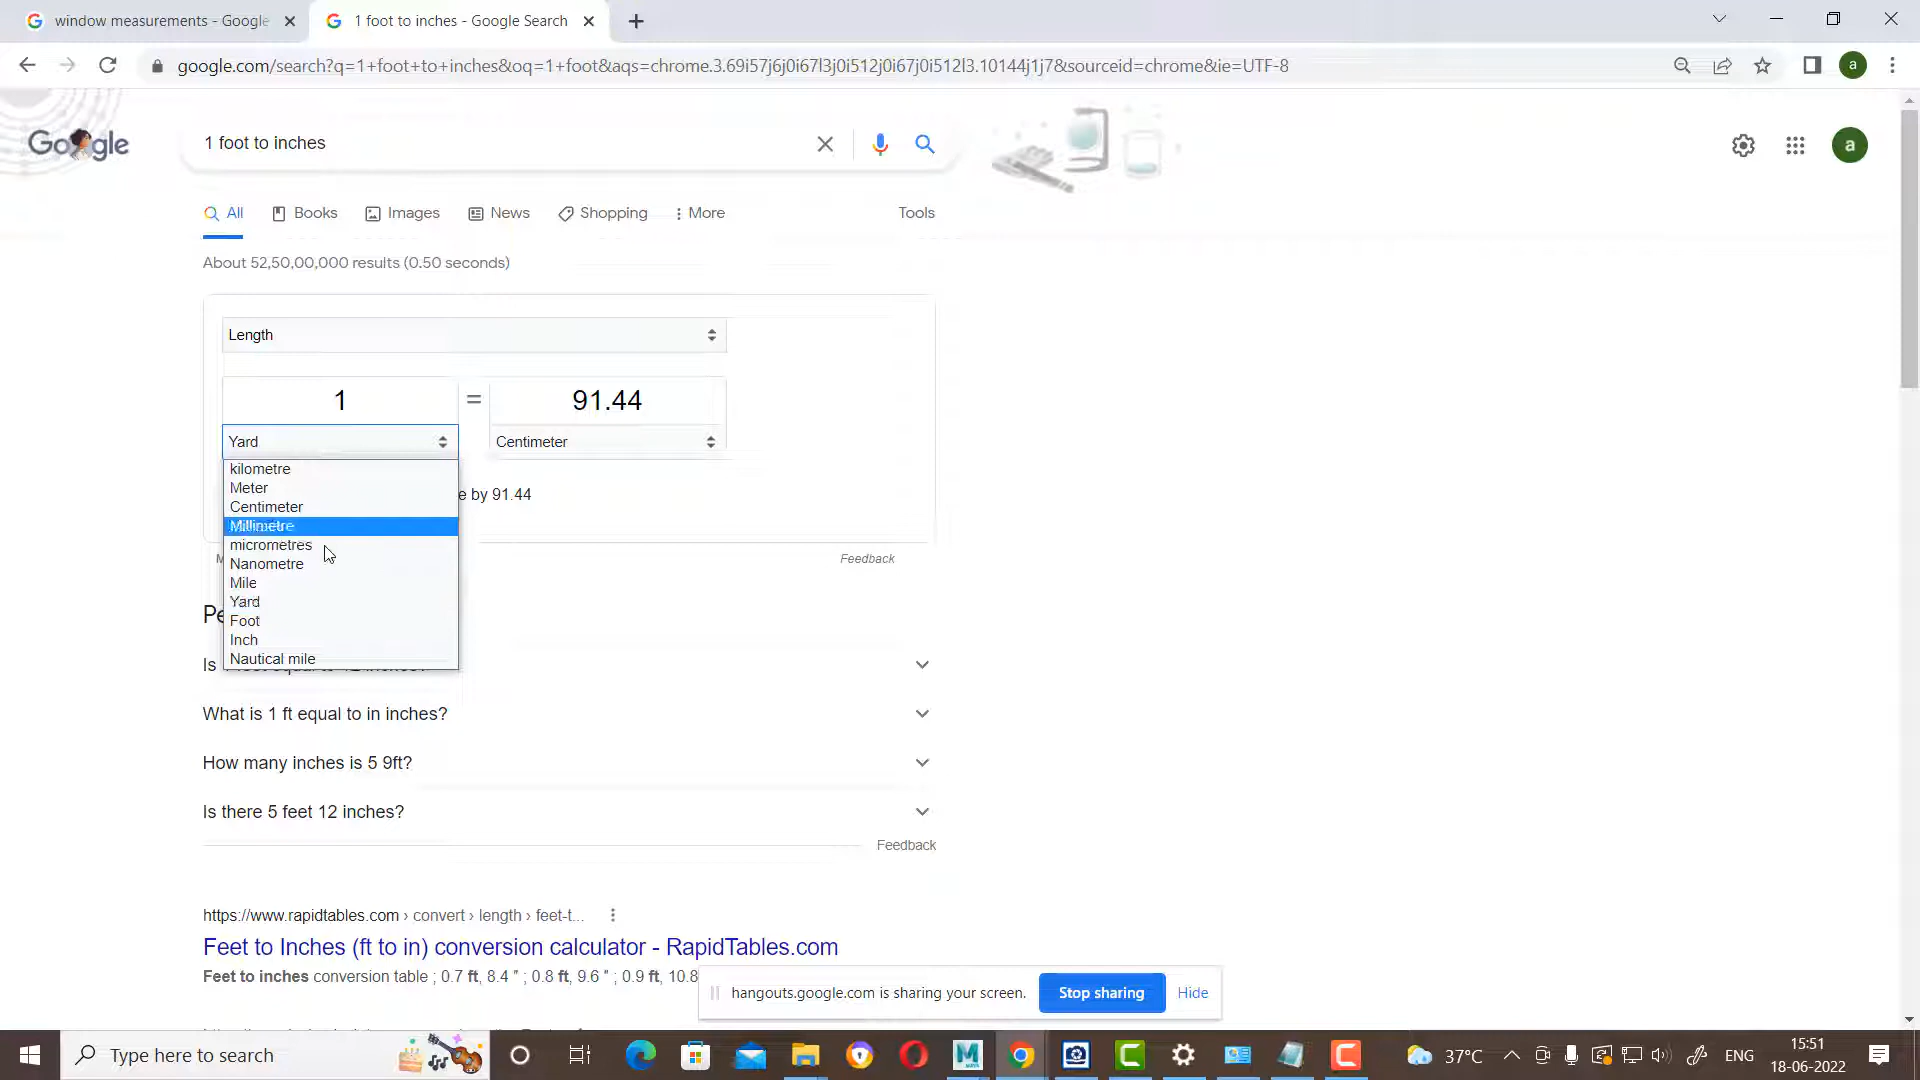 window measurements - Google
1 foot to inches - Google Search
google.com/search?q=1+foot+to+inches&oq=1+foot&aqs=chrome.3.69i57j6j0i67l3j0i512j0i67j0i512l3.10144j1j7&sourceid=chrome&ie=UTF-8
a
Google
1 foot to inches
a
All
Books
Images
News
Shopping
More
Tools
About 52,50,00,000 results (0.50 seconds)
Length
1
=
91.44
Yard
Centimeter
kilometre
Meter
Centimeter
e by 91.44
Millimetre
micrometres
Nanometre
Feedback
Mile
Yard
Foot
Inch
Nautical mile
Is
What is 1 ft equal to in inches?
How many inches is 5 9ft?
Is there 5 feet 12 inches?
Feedback
https://www.rapidtables.com › convert › length › feet-t...
Feet to Inches (ft to in) conversion calculator - RapidTables.com
Feet to inches conversion table ; 0.7 ft, 8.4 " ; 0.8 ft, 9.6 " ; 0.9 ft, 10.8
hangouts.google.com is sharing your screen.
Stop sharing
Hide
Type here to search
37°C
ENG
15:51
18-06-2022